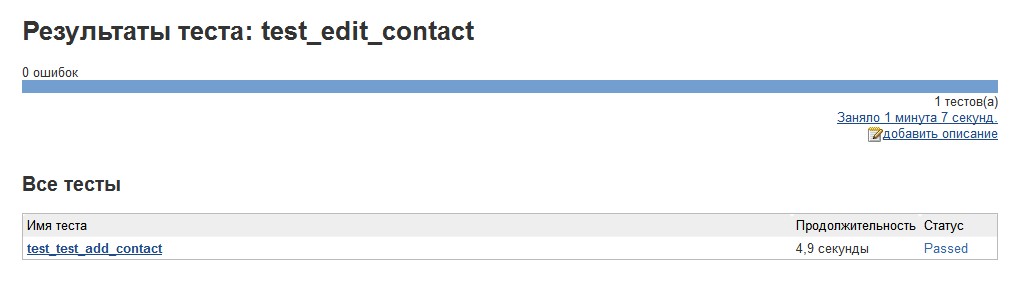 Результаты теста: test_edit_contact
0 ошибок
1 тестов(а)
Заняло 1 минута 7 секунд.
добавить описание
Все тесты
Имя теста Продолжительность Статус
test_test_add_contact 4,9 секунды Passed